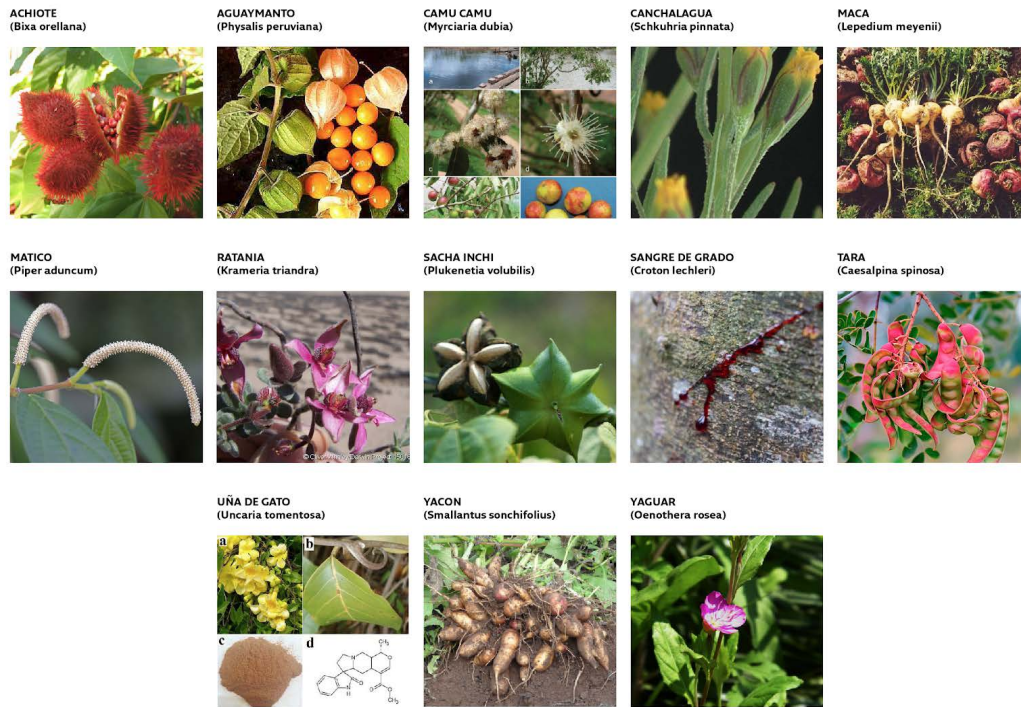 ACHIOTE
(Bixa orellana)
AGUAYMANTO
(Physalis peruviana)
CAMU CAMU
(Myrciaria dubia)
CANCHALAGUA
(Schkuhria pinnata)
MACA
(Lepedium meyenii)
a
c
d
MATICO
(Piper aduncum)
RATANIA
(Krameria triandra)
SACHA INCHI
(Plukenetia volubilis)
SANGRE DE GRADO
(Croton lechleri)
TARA
(Caesalpina spinosa)
UÑA DE GATO
(Uncaria tomentosa)
YACON
(Smallantus sonchifolius)
YAGUAR
(Oenothera rosea)
a
b
c
d
CH₃
N
O
O
N
H
O
O
CH₃